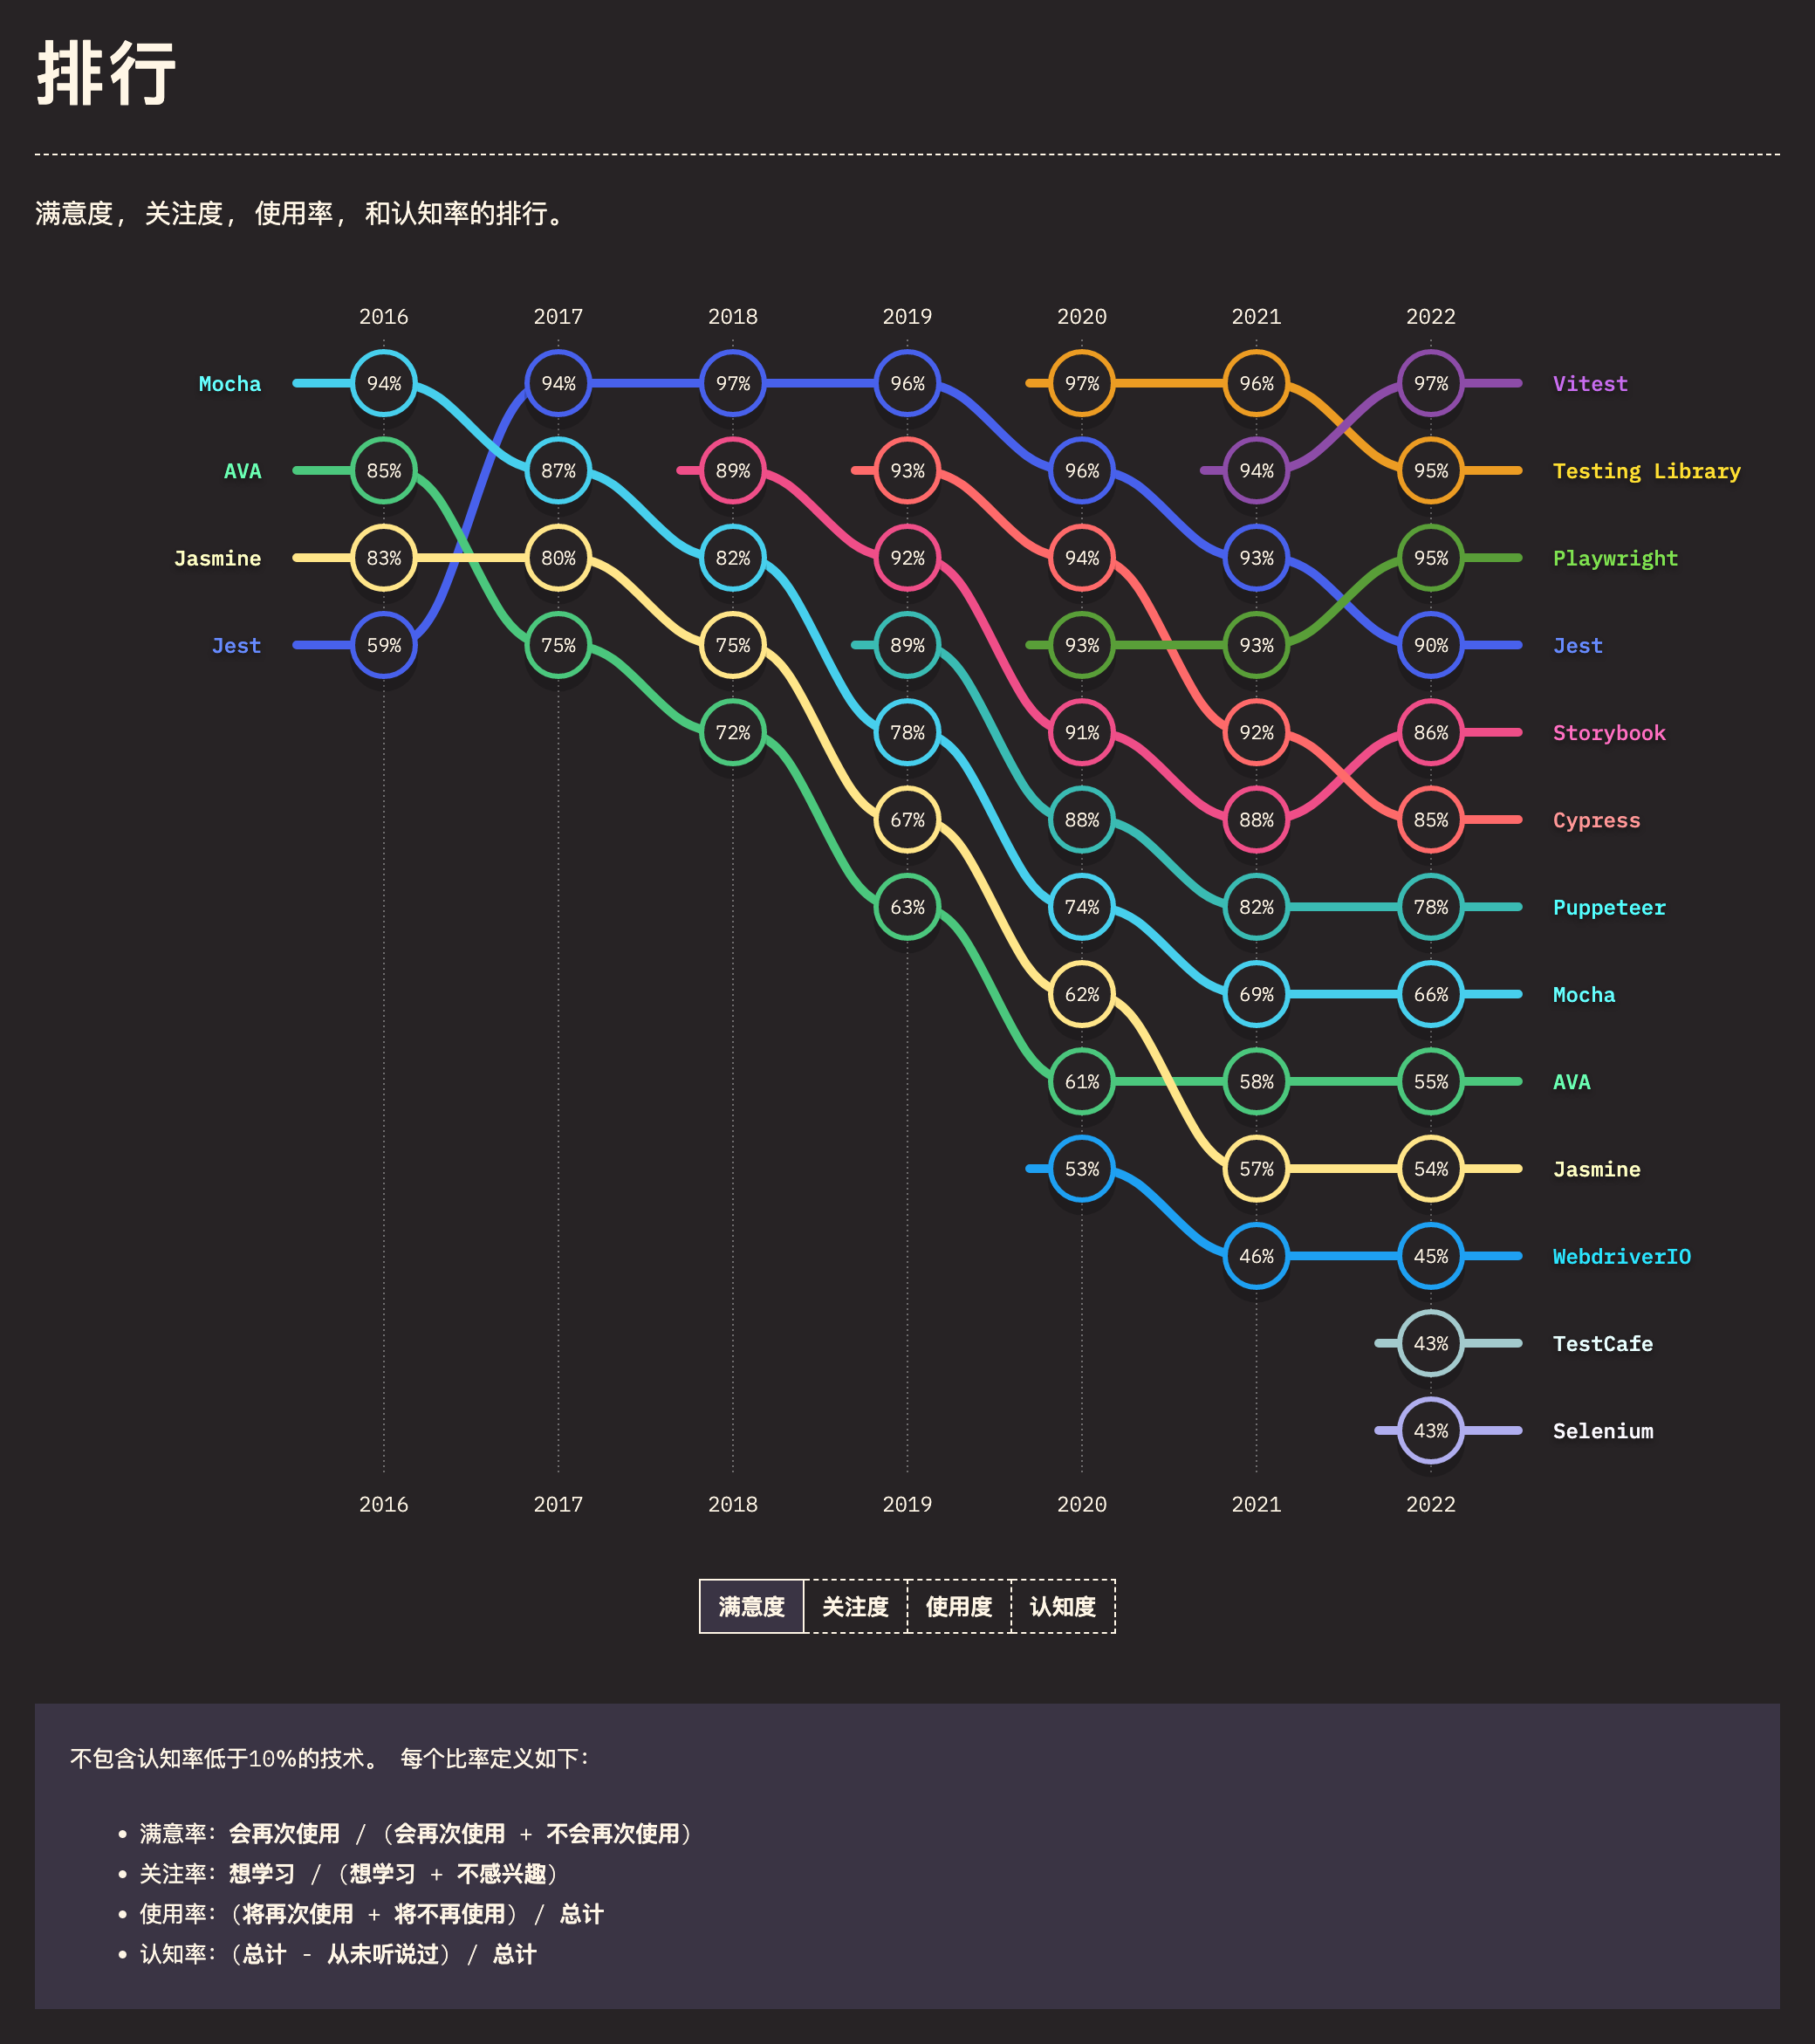 排行
满意度, 关注度, 使用率, 和认知率的排行。
2016 2017 2018 2019 2020 2021 2022
Mocha 94% 94% 97% 96% 97% 96% 97% Vitest
AVA 85% 87% 89% 93% 96% 94% 95% Testing Library
Jasmine 83% 80% 82% 92% 94% 93% 95% Playwright
Jest 59% 75% 75% 89% 93% 93% 90% Jest
72% 78% 91% 92% 86% Storybook
67% 88% 88% 85% Cypress
63% 74% 82% 78% Puppeteer
62% 69% 66% Mocha
61% 58% 55% AVA
53% 57% 54% Jasmine
46% 45% WebdriverIO
43% TestCafe
43% Selenium
2016 2017 2018 2019 2020 2021 2022
满意度 关注度 使用度 认知度
不包含认知率低于10%的技术。 每个比率定义如下:
• 满意率: 会再次使用 / (会再次使用 + 不会再次使用)
• 关注率: 想学习 / (想学习 + 不感兴趣)
• 使用率: (将再次使用 + 将不再使用) / 总计
• 认知率: (总计 - 从未听说过) / 总计